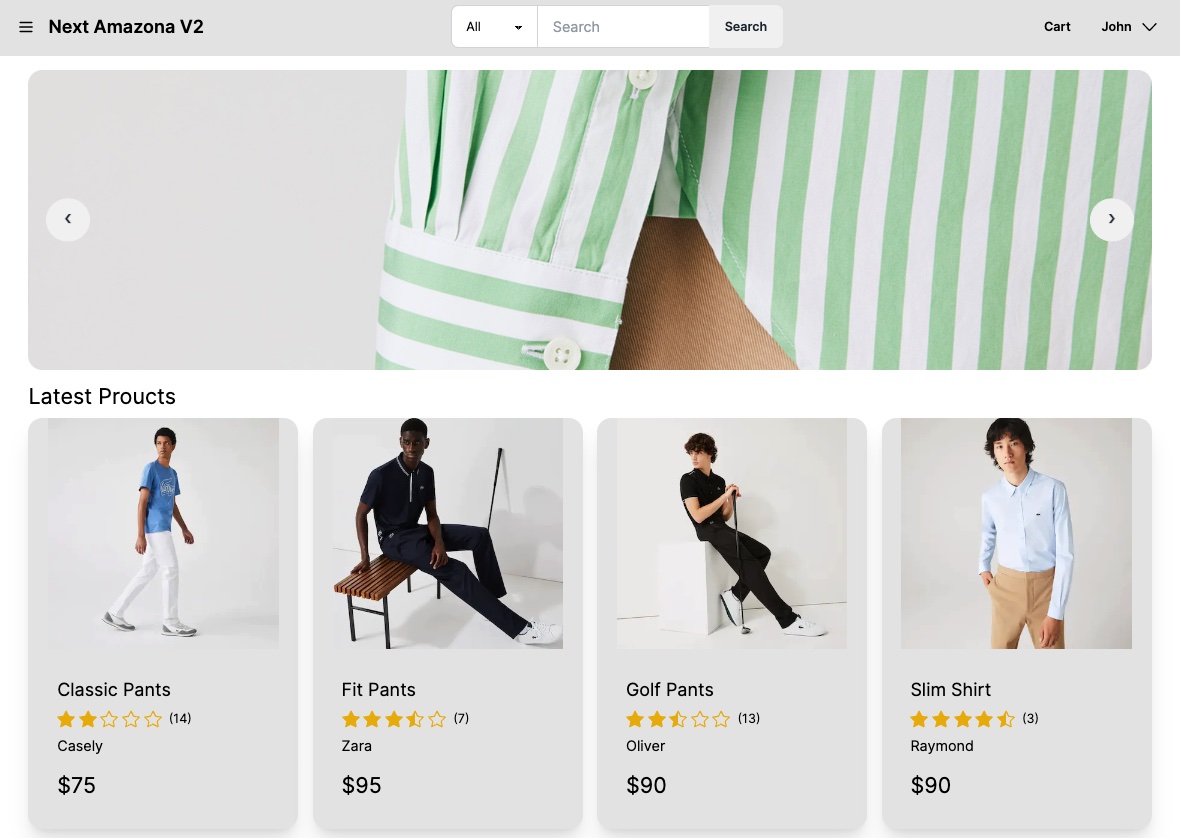 Next Amazona V2
All
Search
Search
Cart
John
‹
›
Latest Proucts
Classic Pants
(14)
Casely
$75
Fit Pants
(7)
Zara
$95
Golf Pants
(13)
Oliver
$90
Slim Shirt
(3)
Raymond
$90